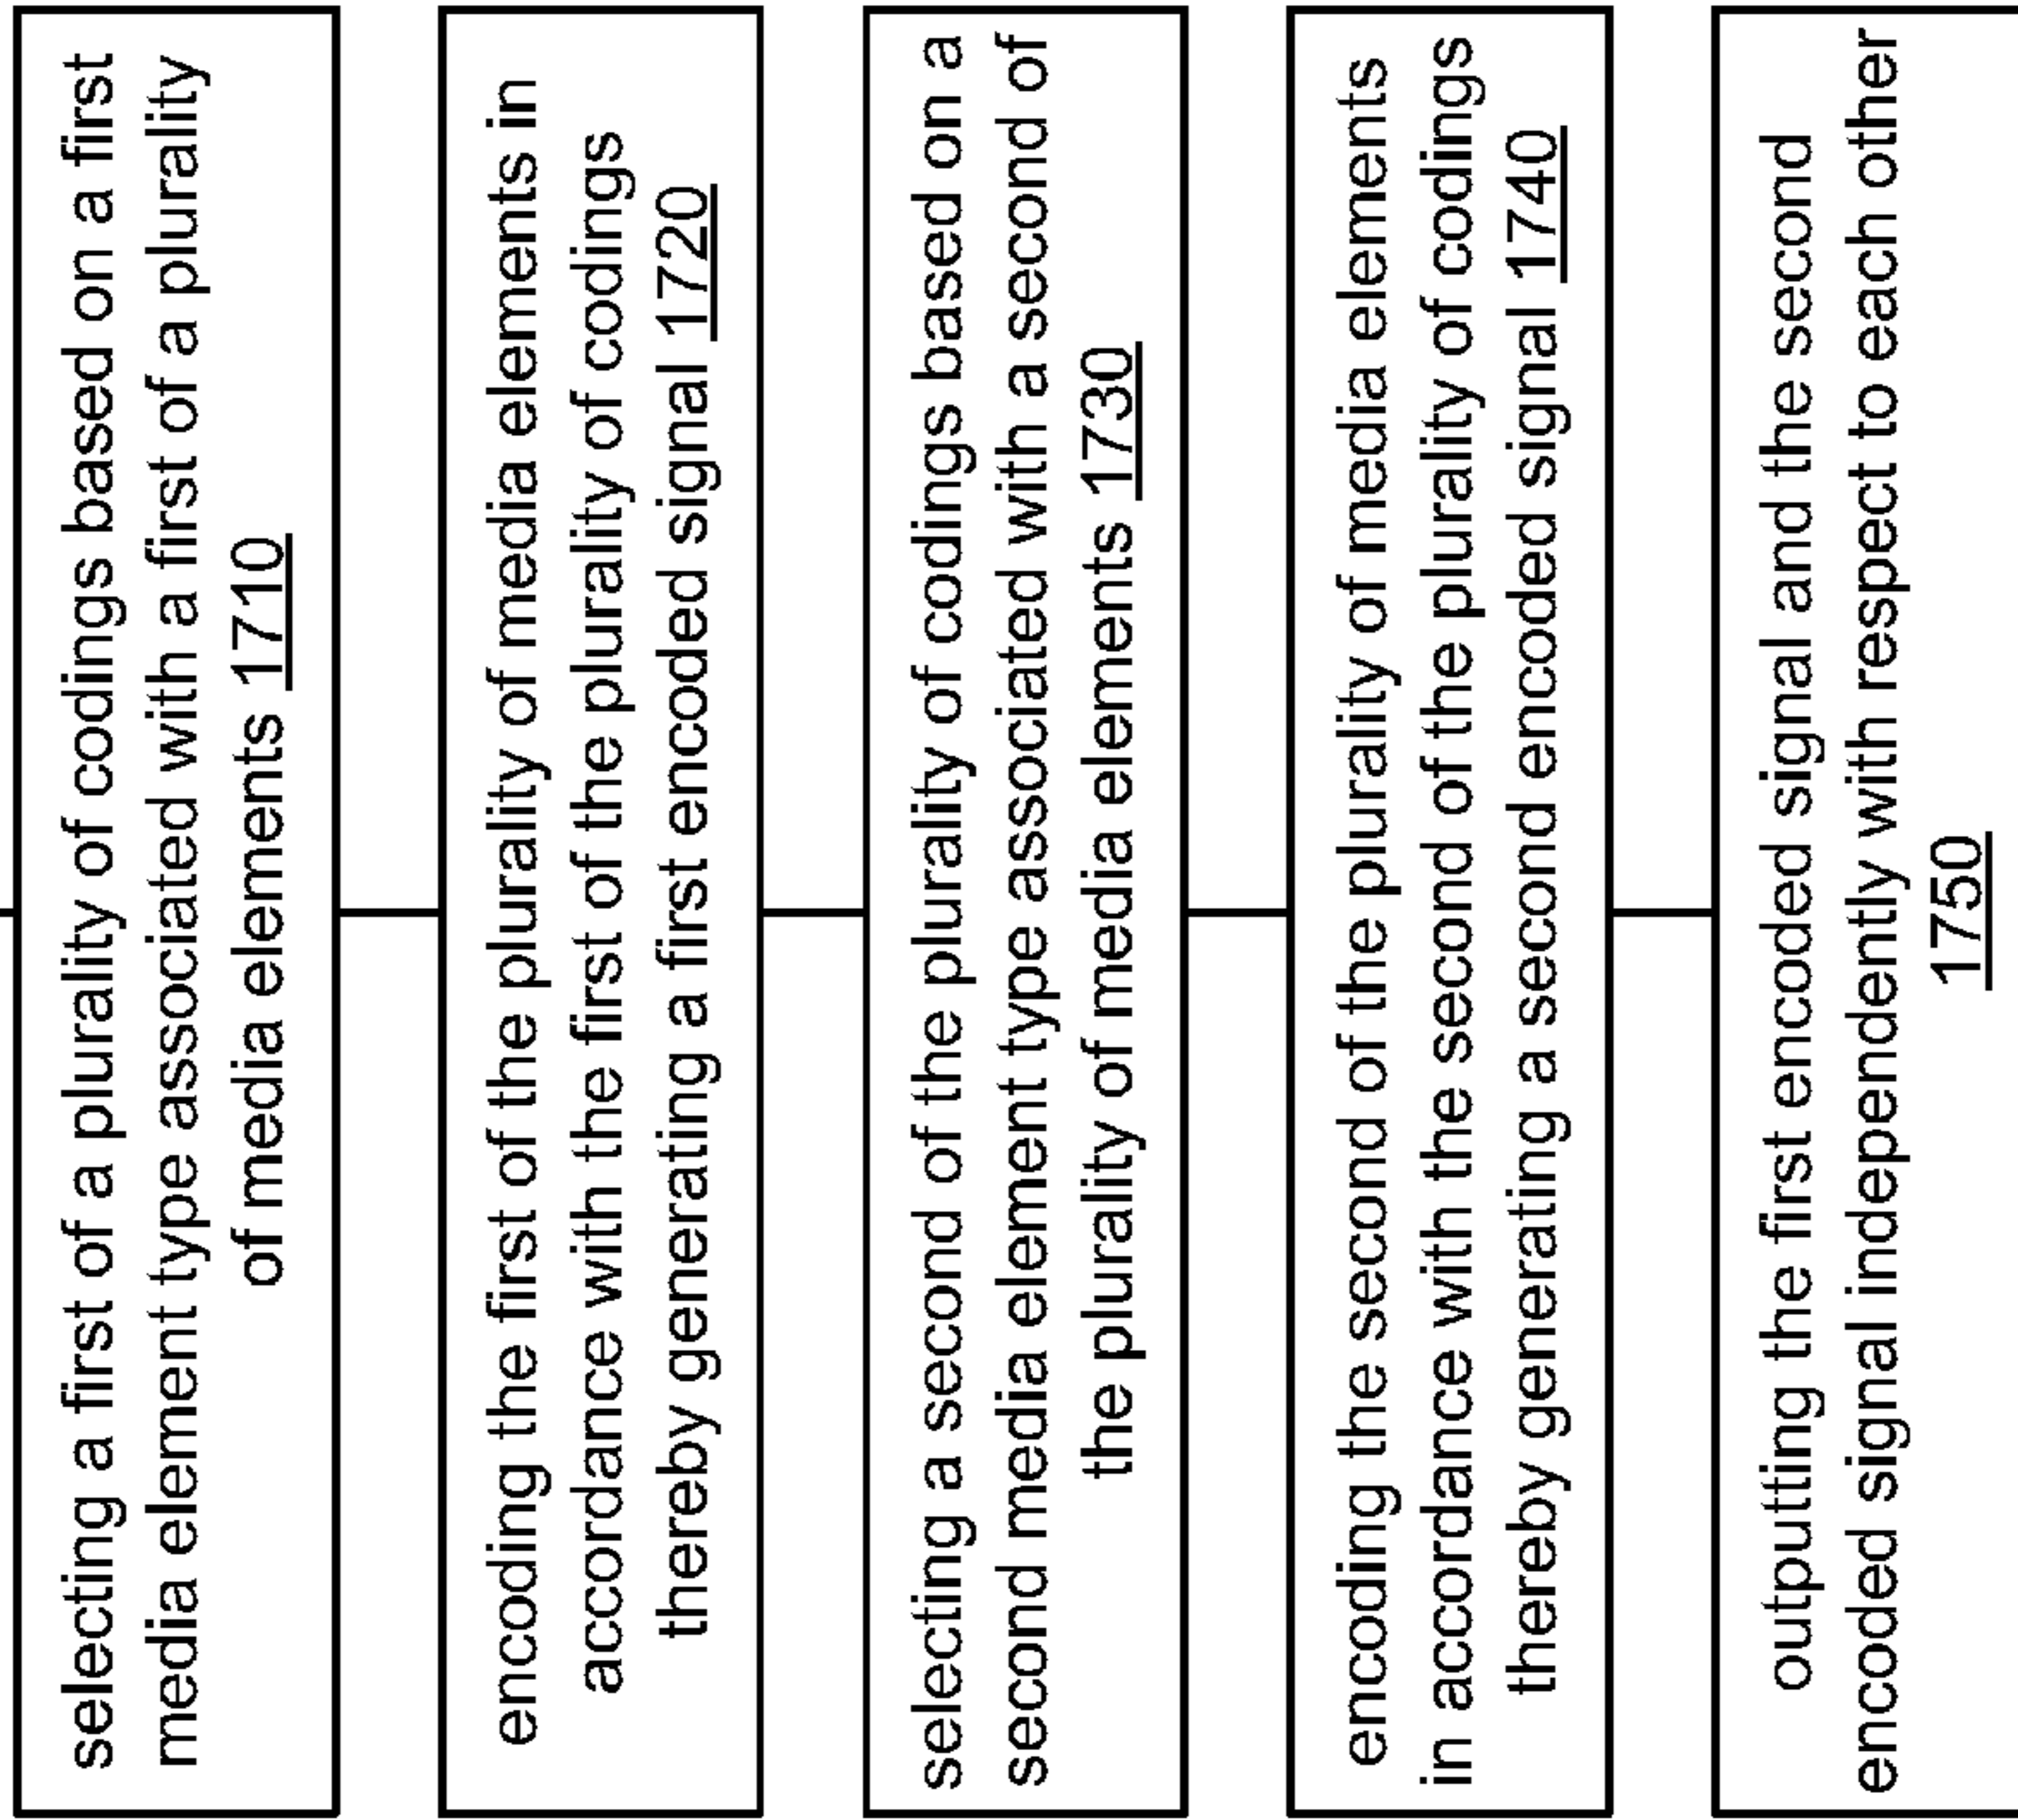 selecting a first of a plurality of codings based on a first
media element type associated with a first of a plurality
of media elements 1710
encoding the first of the plurality of media elements in
accordance with the first of the plurality of codings
thereby generating a first encoded signal 1720
selecting a second of the plurality of codings based on a
second media element type associated with a second of
the plurality of media elements 1730
encoding the second of the plurality of media elements
in accordance with the second of the plurality of codings
thereby generating a second encoded signal 1740
outputting the first encoded signal and the second
encoded signal independently with respect to each other
1750